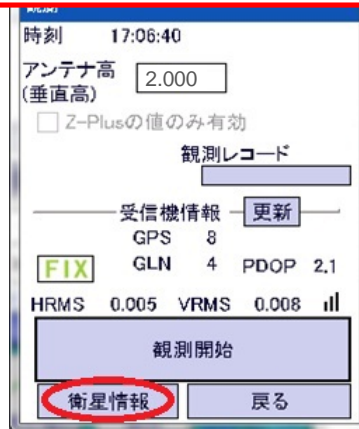 観測
時刻 17:06:40
アンテナ高 2.000
(垂直高)
Z-Plusの値のみ有効
観測レコード
受信機情報 更新
GPS 8
FIX GLN 4 PDOP 2.1
HRMS 0.005 VRMS 0.008
観測開始
衛星情報 戻る